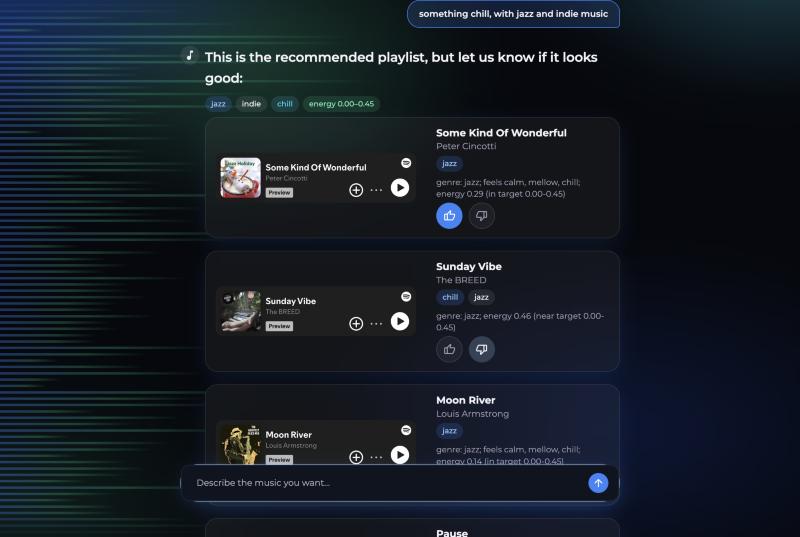 something chill, with jazz and indie music
This is the recommended playlist, but let us know if it looks
good:
jazz indie chill energy 0.00–0.45
Some Kind Of Wonderful
Peter Cincotti
Preview
Some Kind Of Wonderful
Peter Cincotti
jazz
genre: jazz; feels calm, mellow, chill;
energy 0.29 (in target 0.00-0.45)
Sunday Vibe
The BREED
Preview
Sunday Vibe
The BREED
chill jazz
genre: jazz; energy 0.46 (near target 0.00-
0.45)
Moon River
Louis Armstrong
Preview
Moon River
Louis Armstrong
jazz
genre: jazz; feels calm, mellow, chill;
energy 0.14 (in target 0.00-0.45)
Describe the music you want...
Pause